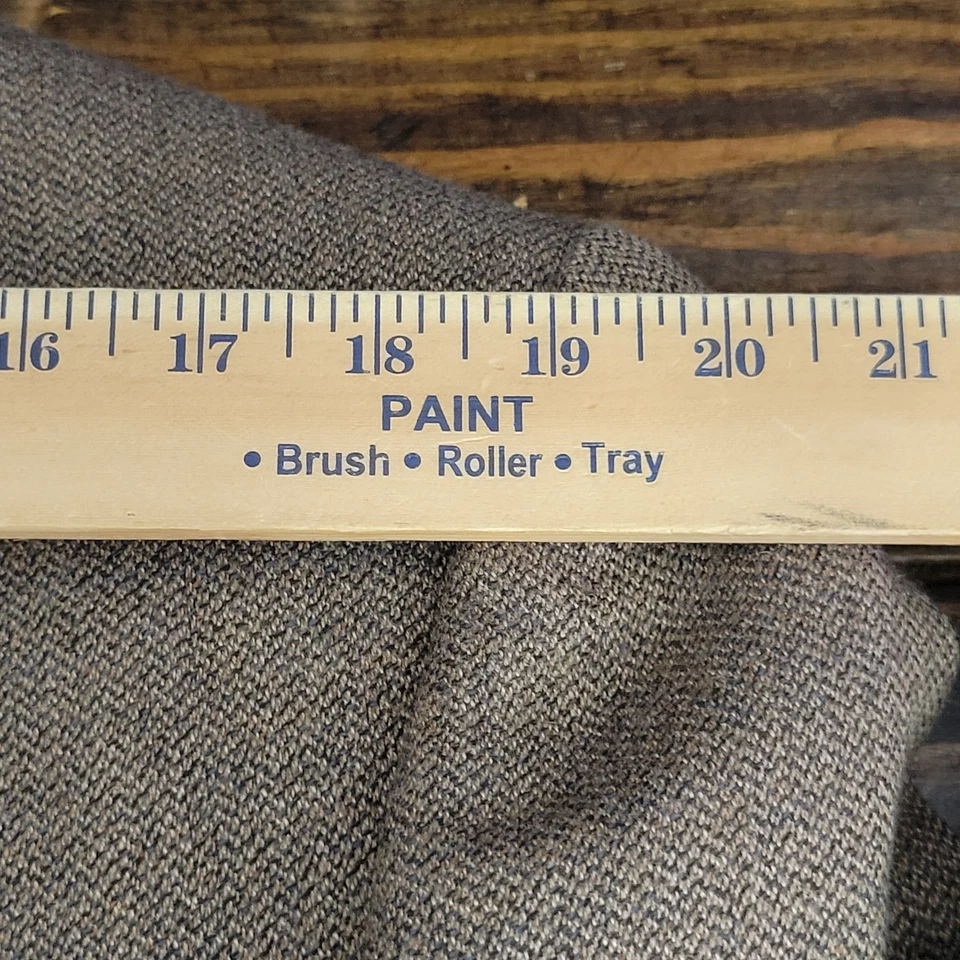 16 17 18 19 20 21
PAINT
• Brush • Roller • Tray